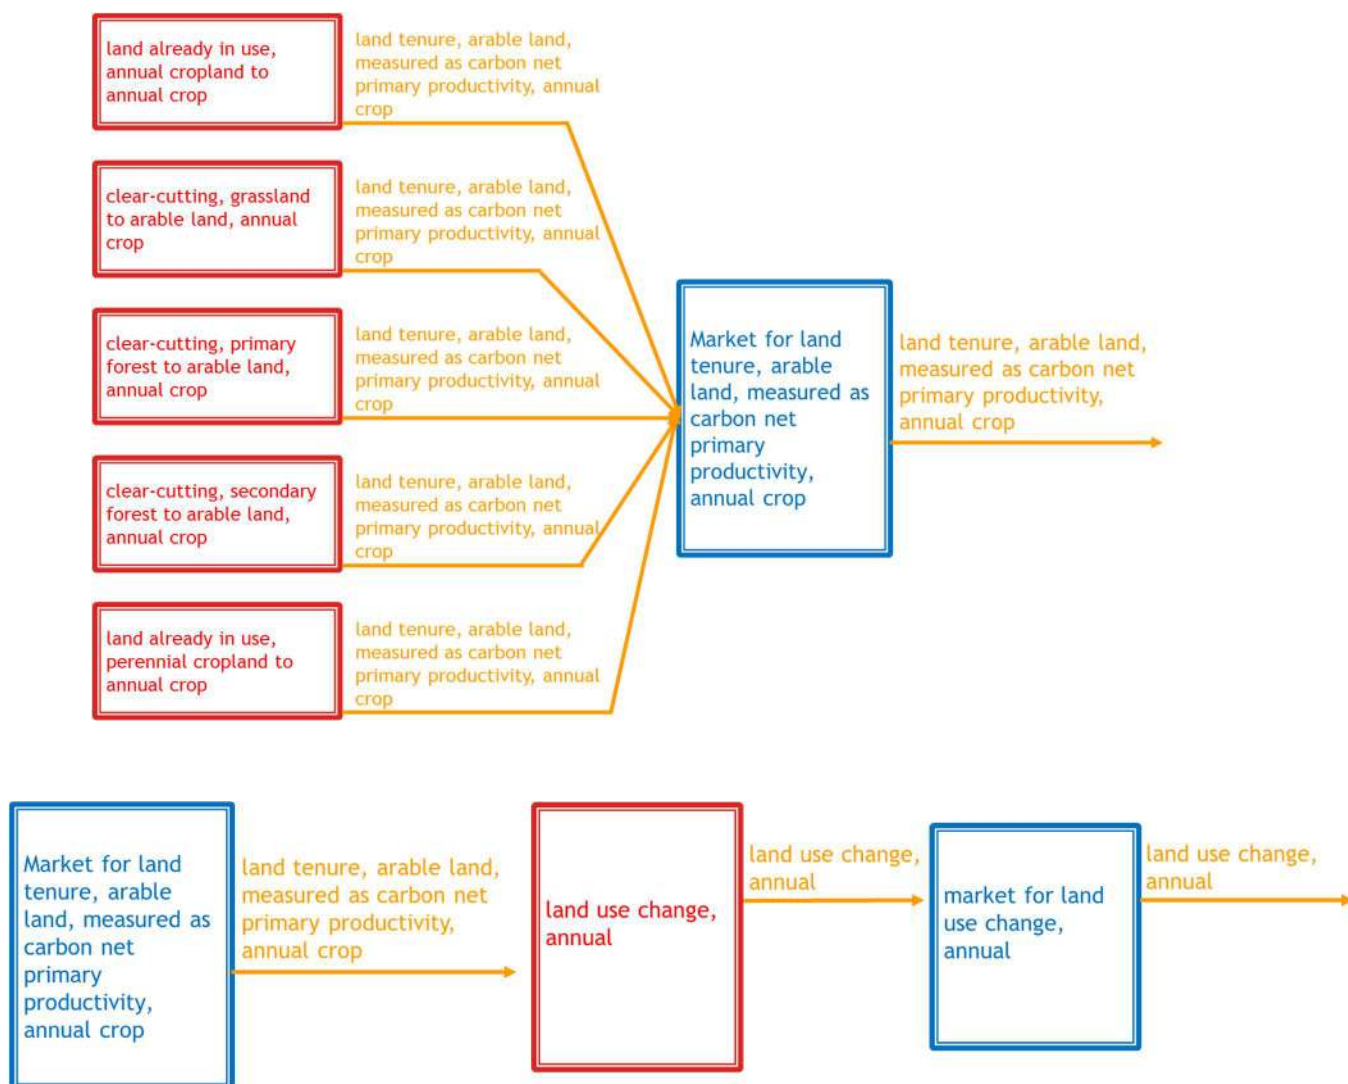 land already in use,
annual cropland to
annual crop
land tenure, arable land,
measured as carbon net
primary productivity, annual
crop
clear-cutting, grassland
to arable land, annual
crop
land tenure, arable land,
measured as carbon net
primary productivity, annual
crop
clear-cutting, primary
forest to arable land,
annual crop
land tenure, arable land,
measured as carbon net
primary productivity, annual
crop
clear-cutting, secondary
forest to arable land,
annual crop
land tenure, arable land,
measured as carbon net
primary productivity, annual
crop
land already in use,
perennial cropland to
annual crop
land tenure, arable land,
measured as carbon net
primary productivity, annual
crop
Market for land
tenure, arable
land, measured as
carbon net
primary
productivity,
annual crop
land tenure, arable land,
measured as carbon net
primary productivity,
annual crop
Market for land
tenure, arable
land, measured as
carbon net
primary
productivity,
annual crop
land tenure, arable land,
measured as carbon net
primary productivity,
annual crop
land use change,
annual
land use change,
annual
market for land
use change,
annual
land use change,
annual